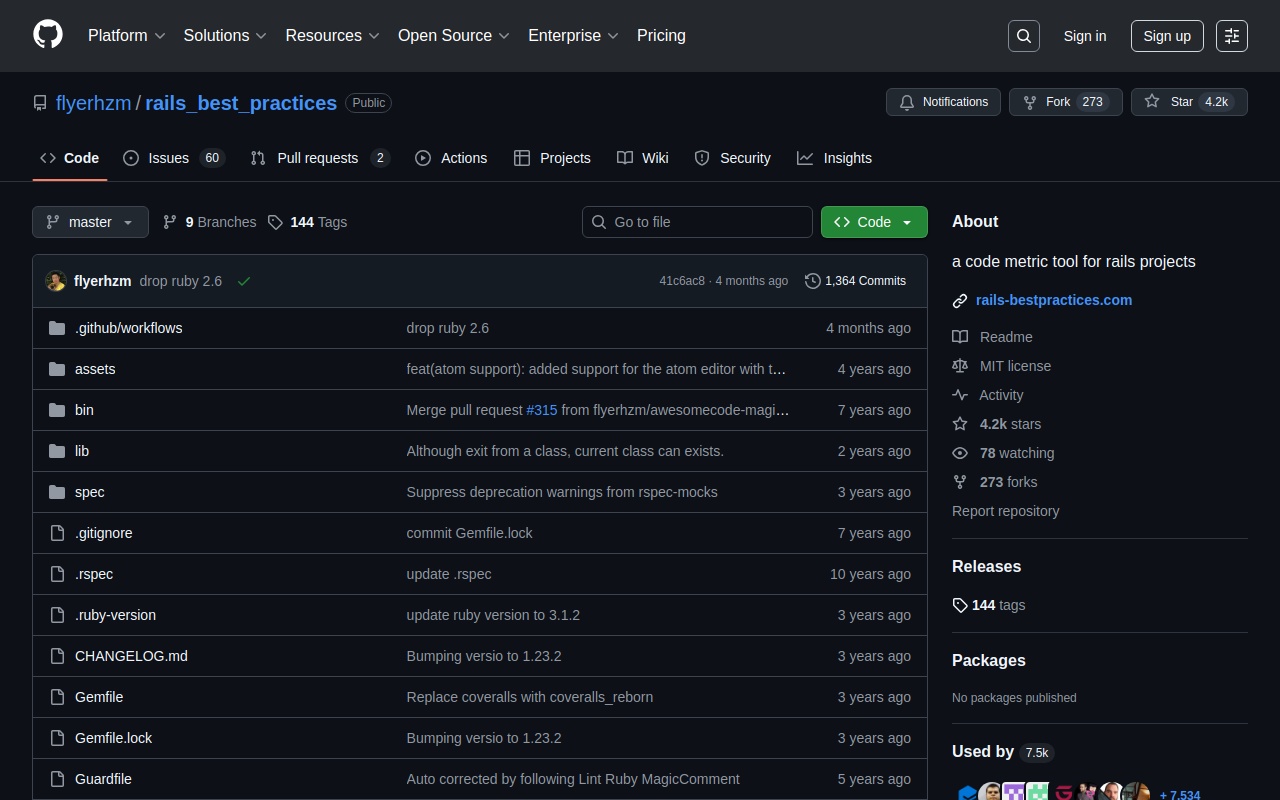 Platform Solutions Resources Open Source Enterprise Pricing Sign in Sign up
flyerhzm / rails_best_practices Public Notifications Fork 273 Star 4.2k
Code Issues 60 Pull requests 2 Actions Projects Wiki Security Insights
master 9 Branches 144 Tags Go to file Code
flyerhzm drop ruby 2.6 41c6ac8 · 4 months ago 1,364 Commits
.github/workflows drop ruby 2.6 4 months ago
assets feat(atom support): added support for the atom editor with t… 4 years ago
bin Merge pull request #315 from flyerhzm/awesomecode-magi… 7 years ago
lib Although exit from a class, current class can exists. 2 years ago
spec Suppress deprecation warnings from rspec-mocks 3 years ago
.gitignore commit Gemfile.lock 7 years ago
.rspec update .rspec 10 years ago
.ruby-version update ruby version to 3.1.2 3 years ago
CHANGELOG.md Bumping versio to 1.23.2 3 years ago
Gemfile Replace coveralls with coveralls_reborn 3 years ago
Gemfile.lock Bumping versio to 1.23.2 3 years ago
Guardfile Auto corrected by following Lint Ruby MagicComment 5 years ago
About
a code metric tool for rails projects
rails-bestpractices.com
Readme
MIT license
Activity
4.2k stars
78 watching
273 forks
Report repository
Releases
144 tags
Packages
No packages published
Used by 7.5k
+ 7,534